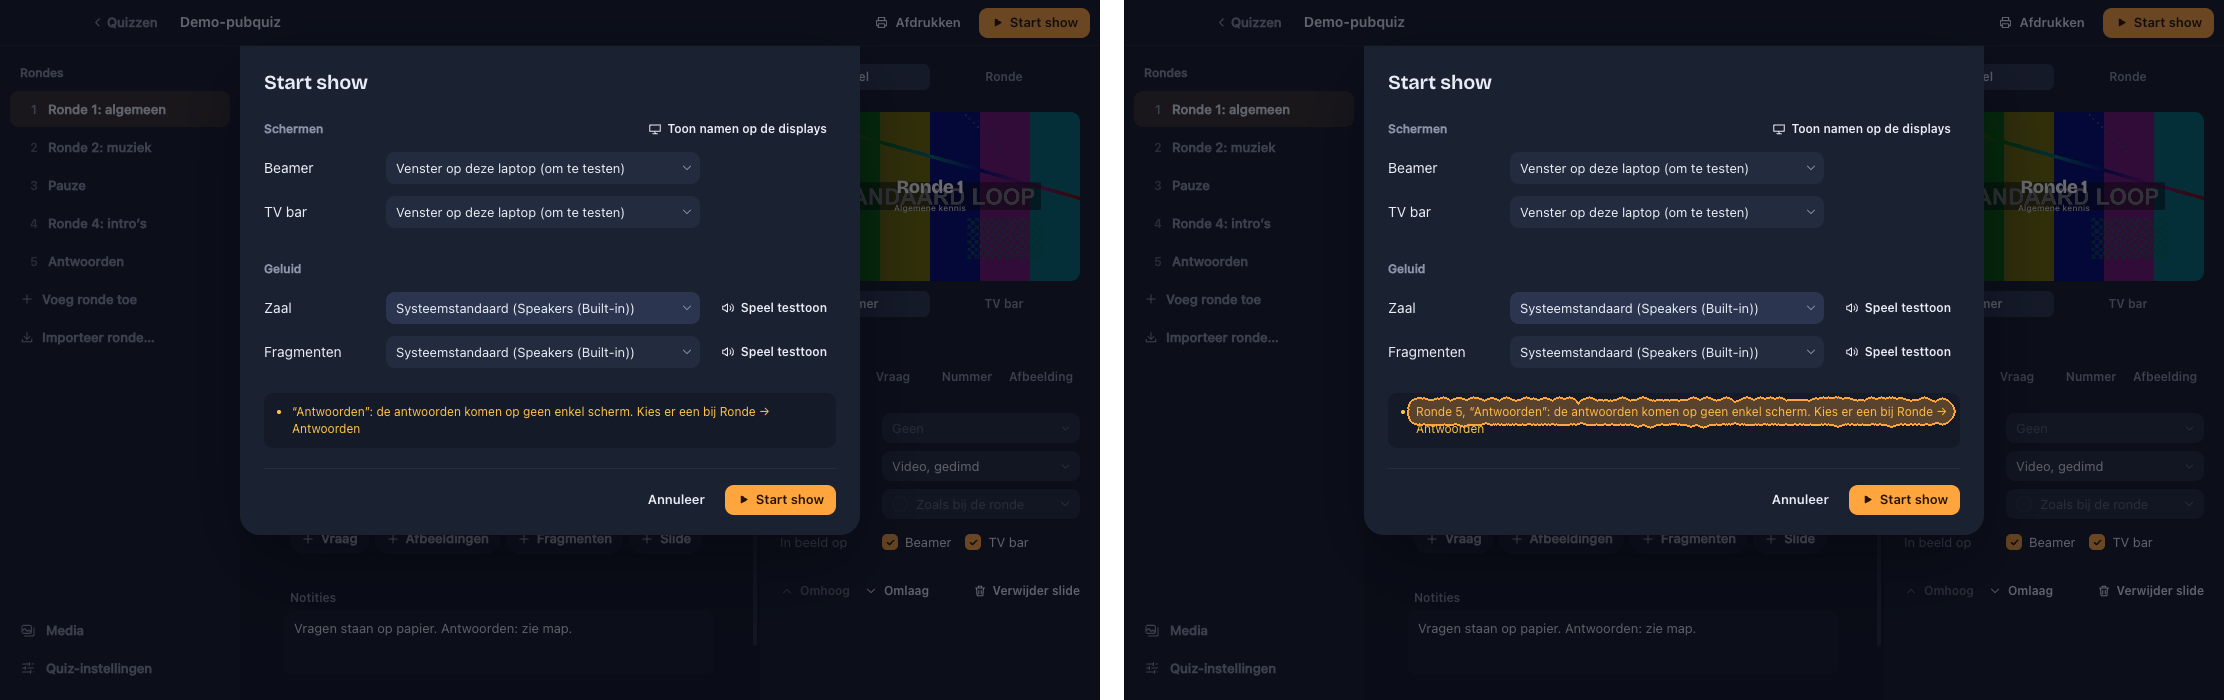 Quizzen
Demo-pubquiz
Afdrukken
Start show
Rondes
1 Ronde 1: algemeen
2 Ronde 2: muziek
3 Pauze
4 Ronde 4: intro's
5 Antwoorden
Voeg ronde toe
Importeer ronde...
Media
Quiz-instellingen
Start show
Schermen
Toon namen op de displays
Beamer
Venster op deze laptop (om te testen)
TV bar
Venster op deze laptop (om te testen)
Geluid
Zaal
Systeemstandaard (Speakers (Built-in))
Speel testtoon
Fragmenten
Systeemstandaard (Speakers (Built-in))
Speel testtoon
• “Antwoorden”: de antwoorden komen op geen enkel scherm. Kies er een bij Ronde →
Antwoorden
Annuleer
Start show
+ Vraag
+ Afbeeldingen
+ Fragmenten
+ Slide
Notities
Vragen staan op papier. Antwoorden: zie map.
Ronde
Ronde 1
Algemene kennis
LOOP
TV bar
Vraag
Nummer
Afbeelding
Geen
Video, gedimd
Zoals bij de ronde
In beeld op
Beamer
TV bar
Omhoog
Omlaag
Verwijder slide
Quizzen
Demo-pubquiz
Afdrukken
Start show
Rondes
1 Ronde 1: algemeen
2 Ronde 2: muziek
3 Pauze
4 Ronde 4: intro's
5 Antwoorden
Voeg ronde toe
Importeer ronde...
Media
Quiz-instellingen
Start show
Schermen
Toon namen op de displays
Beamer
Venster op deze laptop (om te testen)
TV bar
Venster op deze laptop (om te testen)
Geluid
Zaal
Systeemstandaard (Speakers (Built-in))
Speel testtoon
Fragmenten
Systeemstandaard (Speakers (Built-in))
Speel testtoon
• Ronde 5, “Antwoorden”: de antwoorden komen op geen enkel scherm. Kies er een bij Ronde →
Antwoorden
Annuleer
Start show
+ Vraag
+ Afbeeldingen
+ Fragmenten
+ Slide
Notities
Vragen staan op papier. Antwoorden: zie map.
Ronde
Ronde 1
Algemene kennis
LOOP
TV bar
Vraag
Nummer
Afbeelding
Geen
Video, gedimd
Zoals bij de ronde
In beeld op
Beamer
TV bar
Omhoog
Omlaag
Verwijder slide